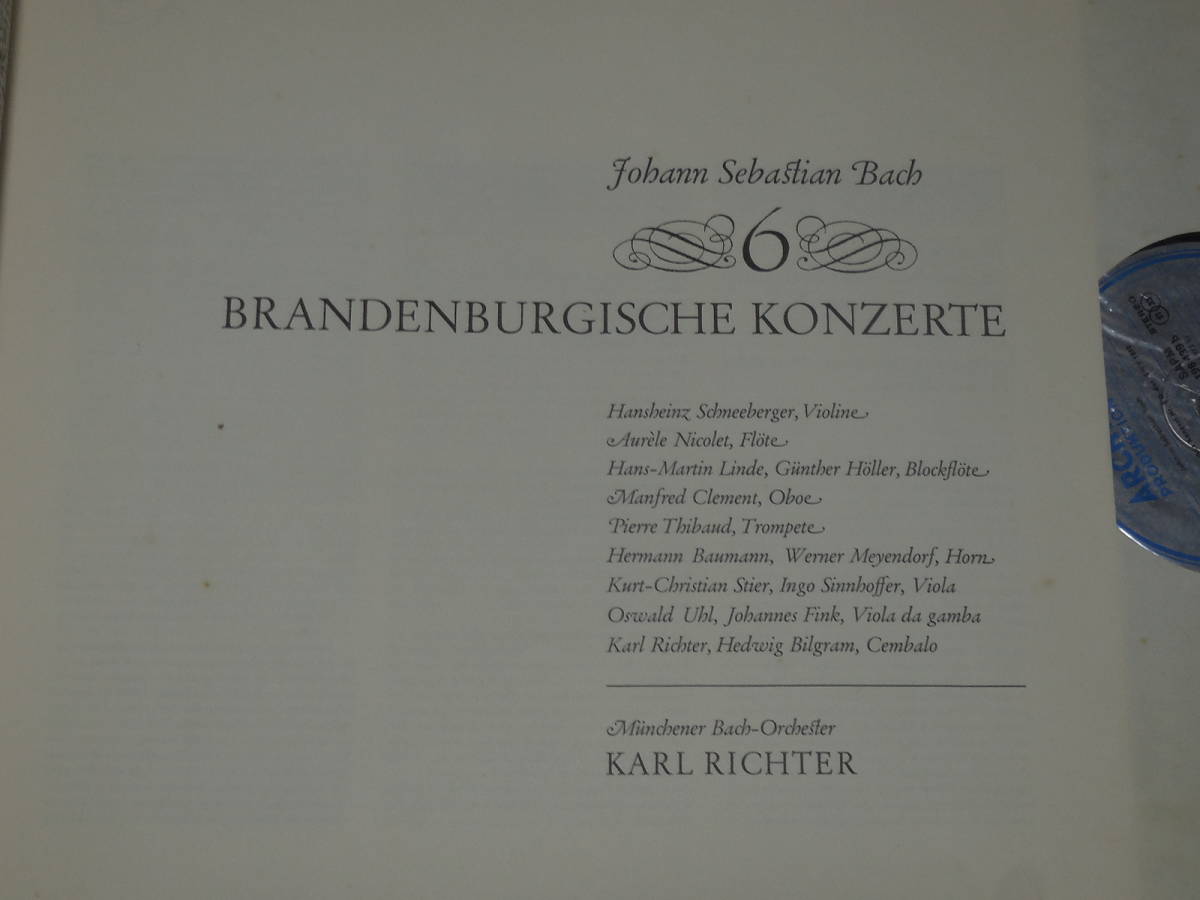 Johann Sebastian Bach
6
BRANDENBURGISCHE KONZERTE
Hansheinz Schneeberger, Violine
Aurèle Nicolet, Flöte
Hans-Martin Linde, Günther Höller, Blockflöte
Manfred Clement, Oboe
Pierre Thibaud, Trompete
Hermann Baumann, Werner Meyendorf, Horn
Kurt-Christian Stier, Ingo Sinnhoffer, Viola
Oswald Uhl, Johannes Fink, Viola da gamba
Karl Richter, Hedwig Bilgram, Cembalo
Münchener Bach-Orchester
KARL RICHTER
STEREO
SAPM